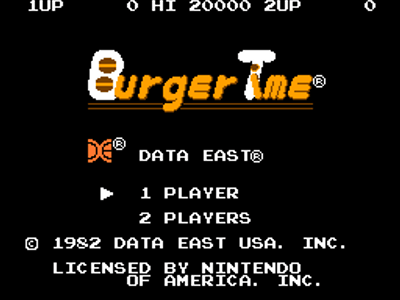 1UP 0 HI 20000 2UP 0
BurgerTime®
® DATA EAST®
1 PLAYER
2 PLAYERS
© 1982 DATA EAST USA. INC.
LICENSED BY NINTENDO
OF AMERICA. INC.